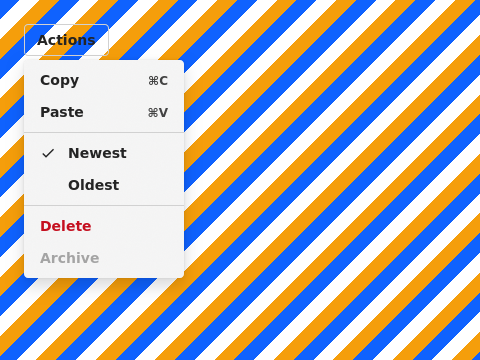 Actions
Copy ⌘C
Paste ⌘V
Newest
Oldest
Delete
Archive